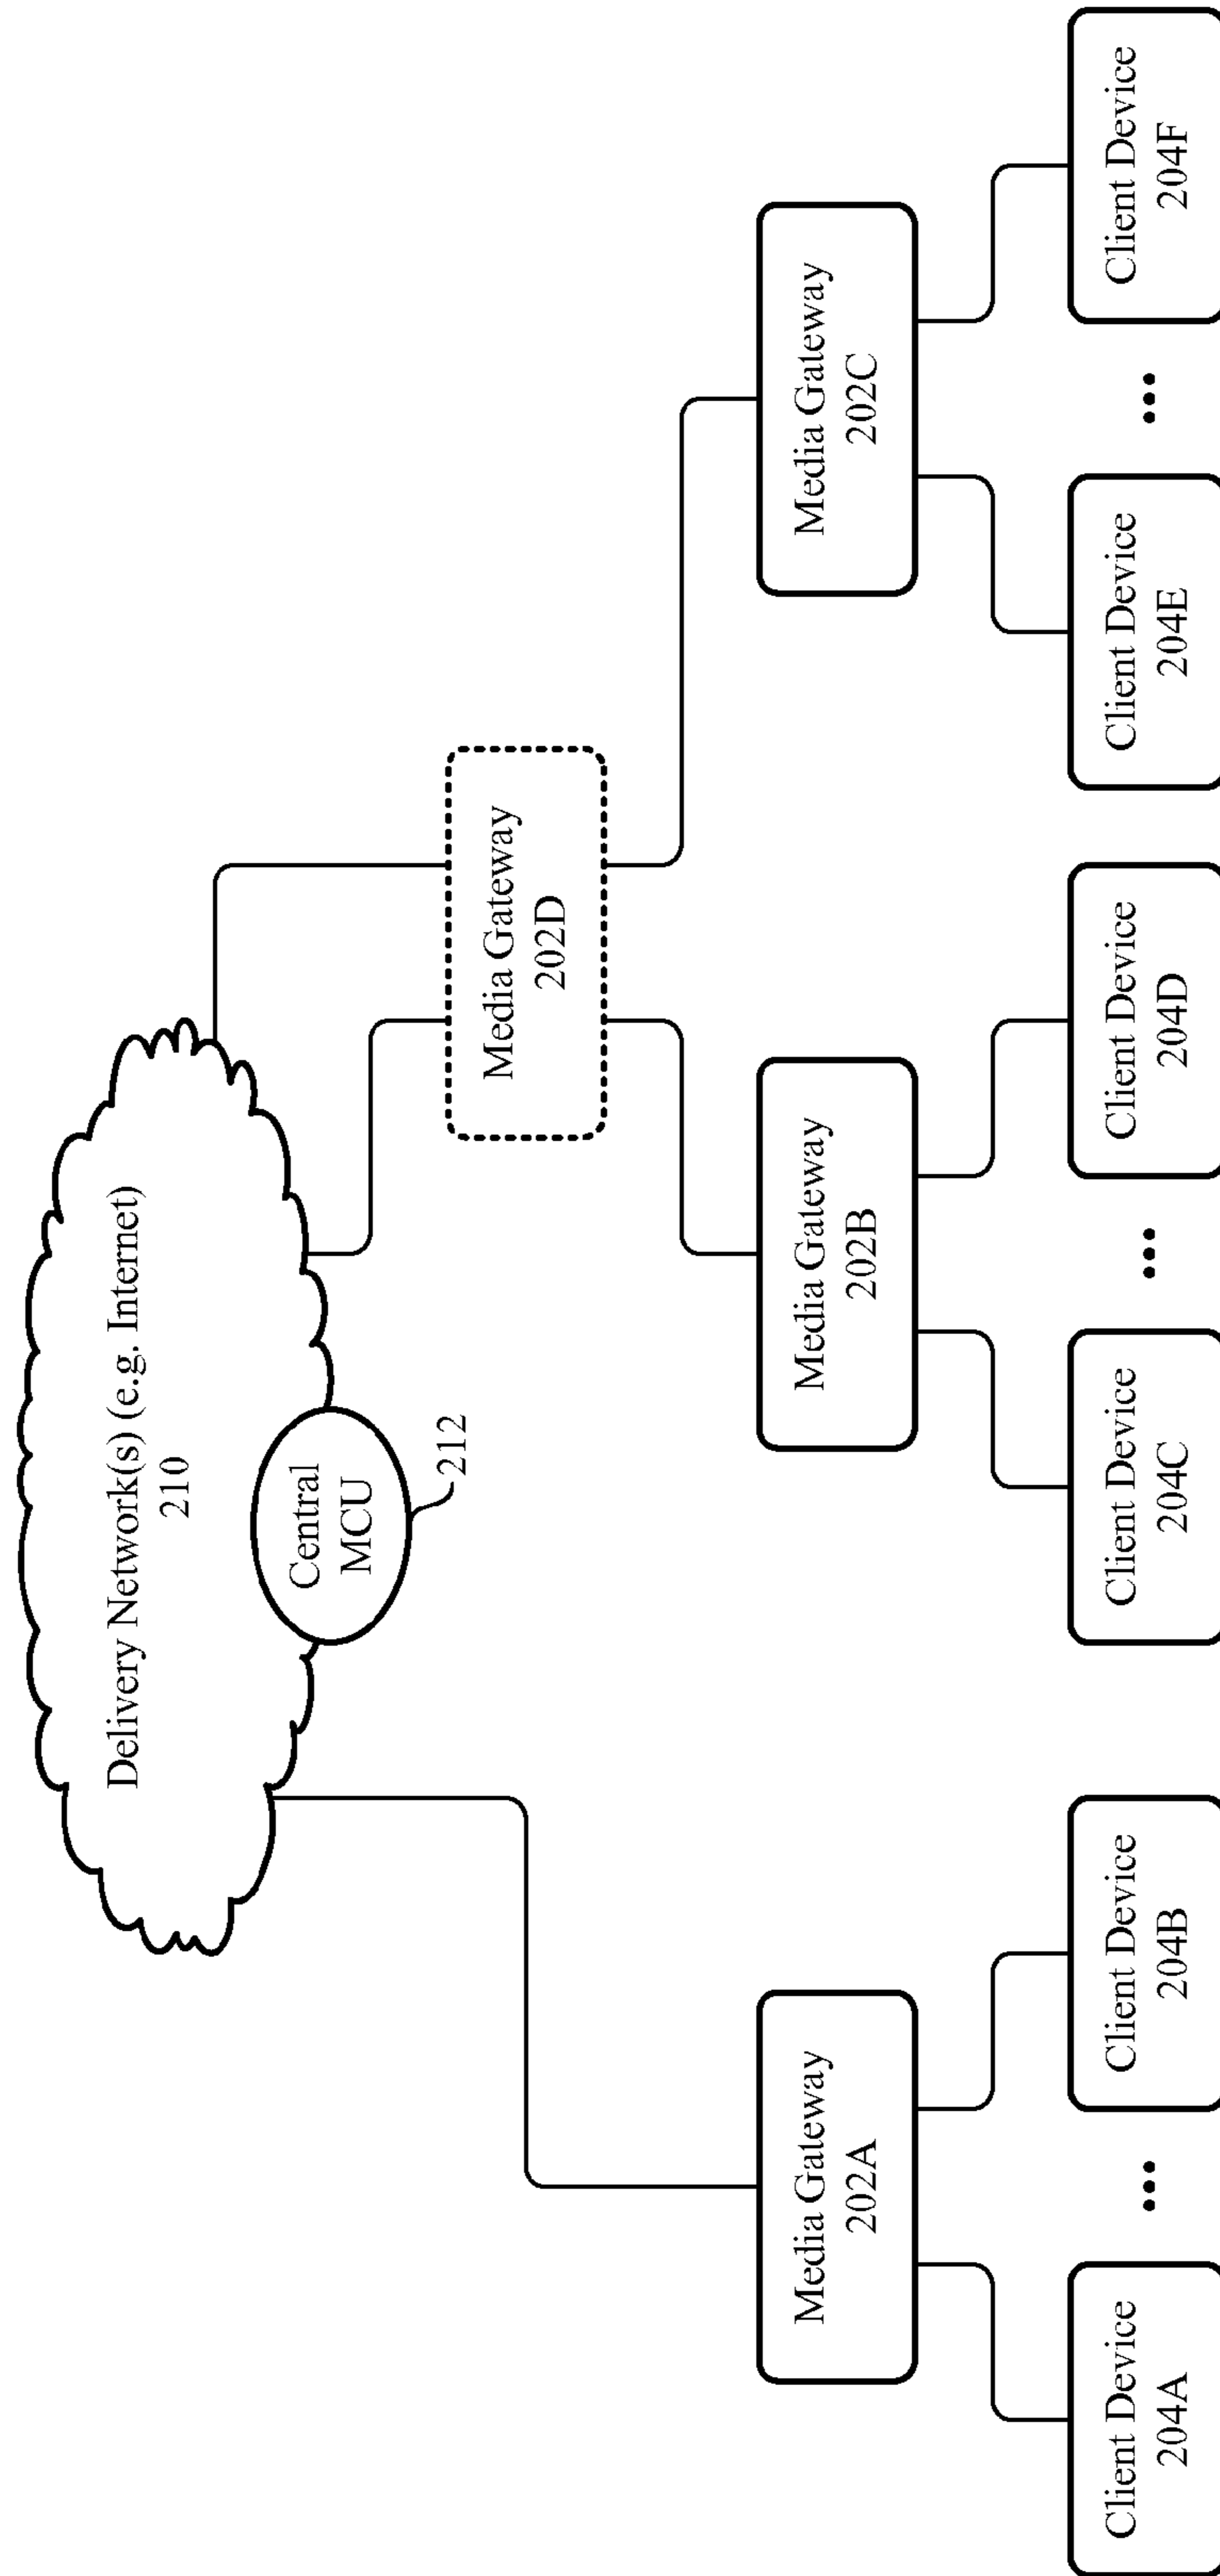 Delivery Network(s) (e.g. Internet)
210
Central
MCU
212
Media Gateway
202D
Media Gateway
202A
Media Gateway
202B
Media Gateway
202C
Client Device
204A
...
Client Device
204B
Client Device
204C
...
Client Device
204D
Client Device
204E
...
Client Device
204F